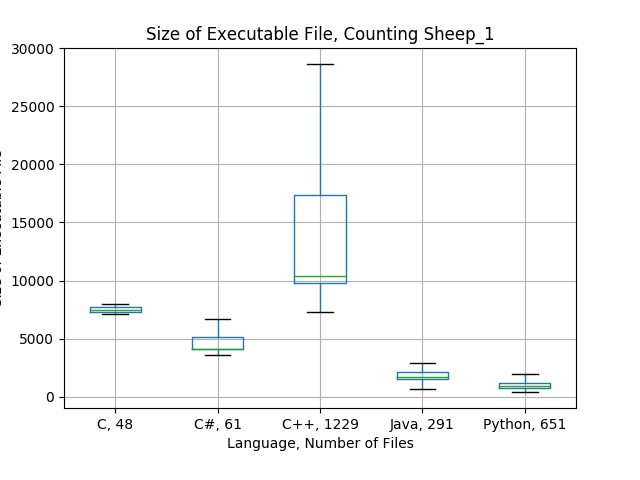 Size of Executable File, Counting Sheep_1
30000
25000
20000
15000
10000
5000
0
C, 48
C#, 61
C++, 1229
Java, 291
Python, 651
Language, Number of Files